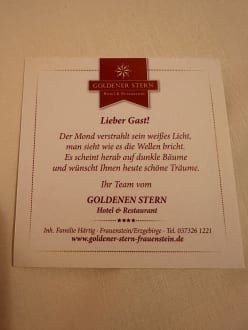 GOLDENER STERN
Hotel & Restaurant
Lieber Gast!
Der Mond verstrahlt sein weißes Licht,
man sieht wie es die Wellen bricht.
Es scheint herab auf dunkle Bäume
und wünscht Ihnen heute schöne Träume.
Ihr Team vom
GOLDENEN STERN
Hotel & Restaurant
Inh. Familie Härtig · Frauenstein/Erzgebirge · Tel. 037326 1221
www.goldener-stern-frauenstein.de